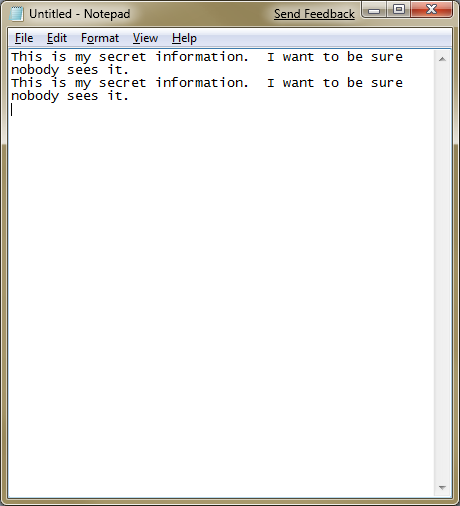 Untitled - Notepad
Send Feedback
File Edit Format View Help
This is my secret information.  I want to be sure
nobody sees it.
This is my secret information.  I want to be sure
nobody sees it.